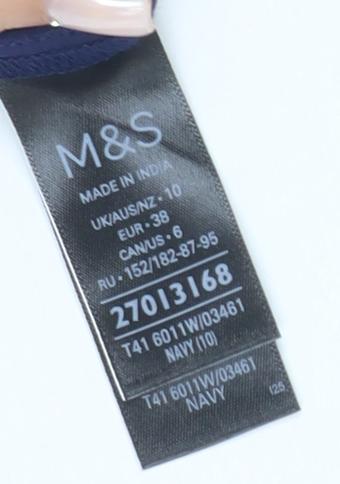 M&S
MADE IN INDIA
UK/AUS/NZ • 10
EUR • 38
CAN/US • 6
RU • 152/182-87-95
27013168
T41 6011W/03461
NAVY (10)
T41 6011W/03461
NAVY
I25